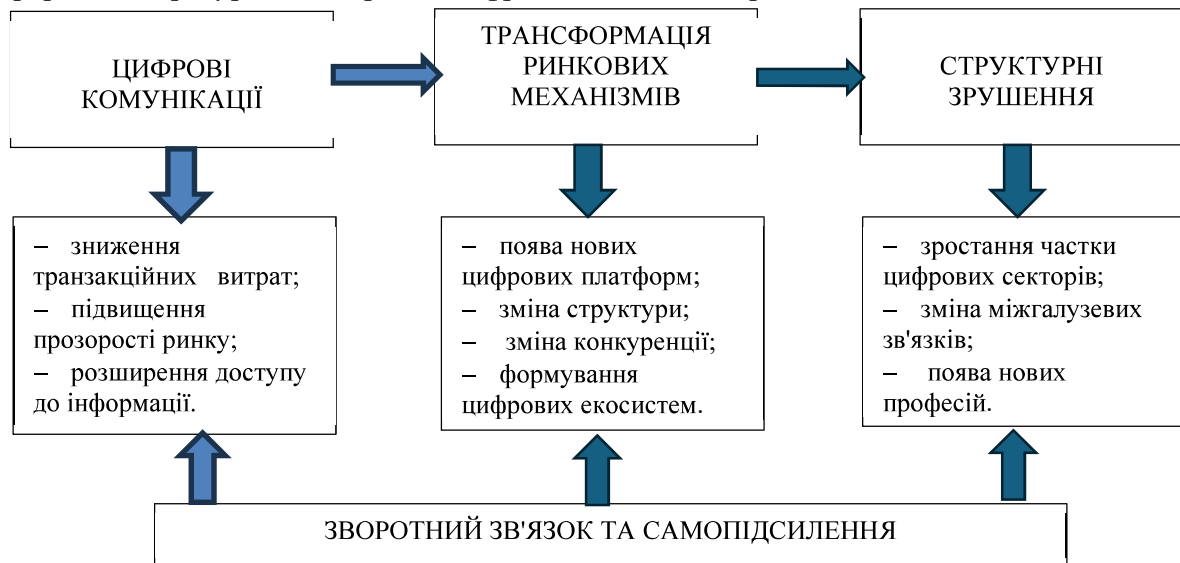 ЦИФРОВІ
КОМУНІКАЦІЇ
ТРАНСФОРМАЦІЯ
РИНКОВИХ
МЕХАНІЗМІВ
СТРУКТУРНІ
ЗРУШЕННЯ
– зниження
транзакційних витрат;
– підвищення
прозорості ринку;
– розширення доступу
до інформації.
– поява нових
цифрових платформ;
– зміна структури;
– зміна конкуренції;
– формування
цифрових екосистем.
– зростання частки
цифрових секторів;
– зміна міжгалузевих
зв'язків;
– поява нових
професій.
ЗВОРОТНИЙ ЗВ'ЯЗОК ТА САМОПІДСИЛЕННЯ